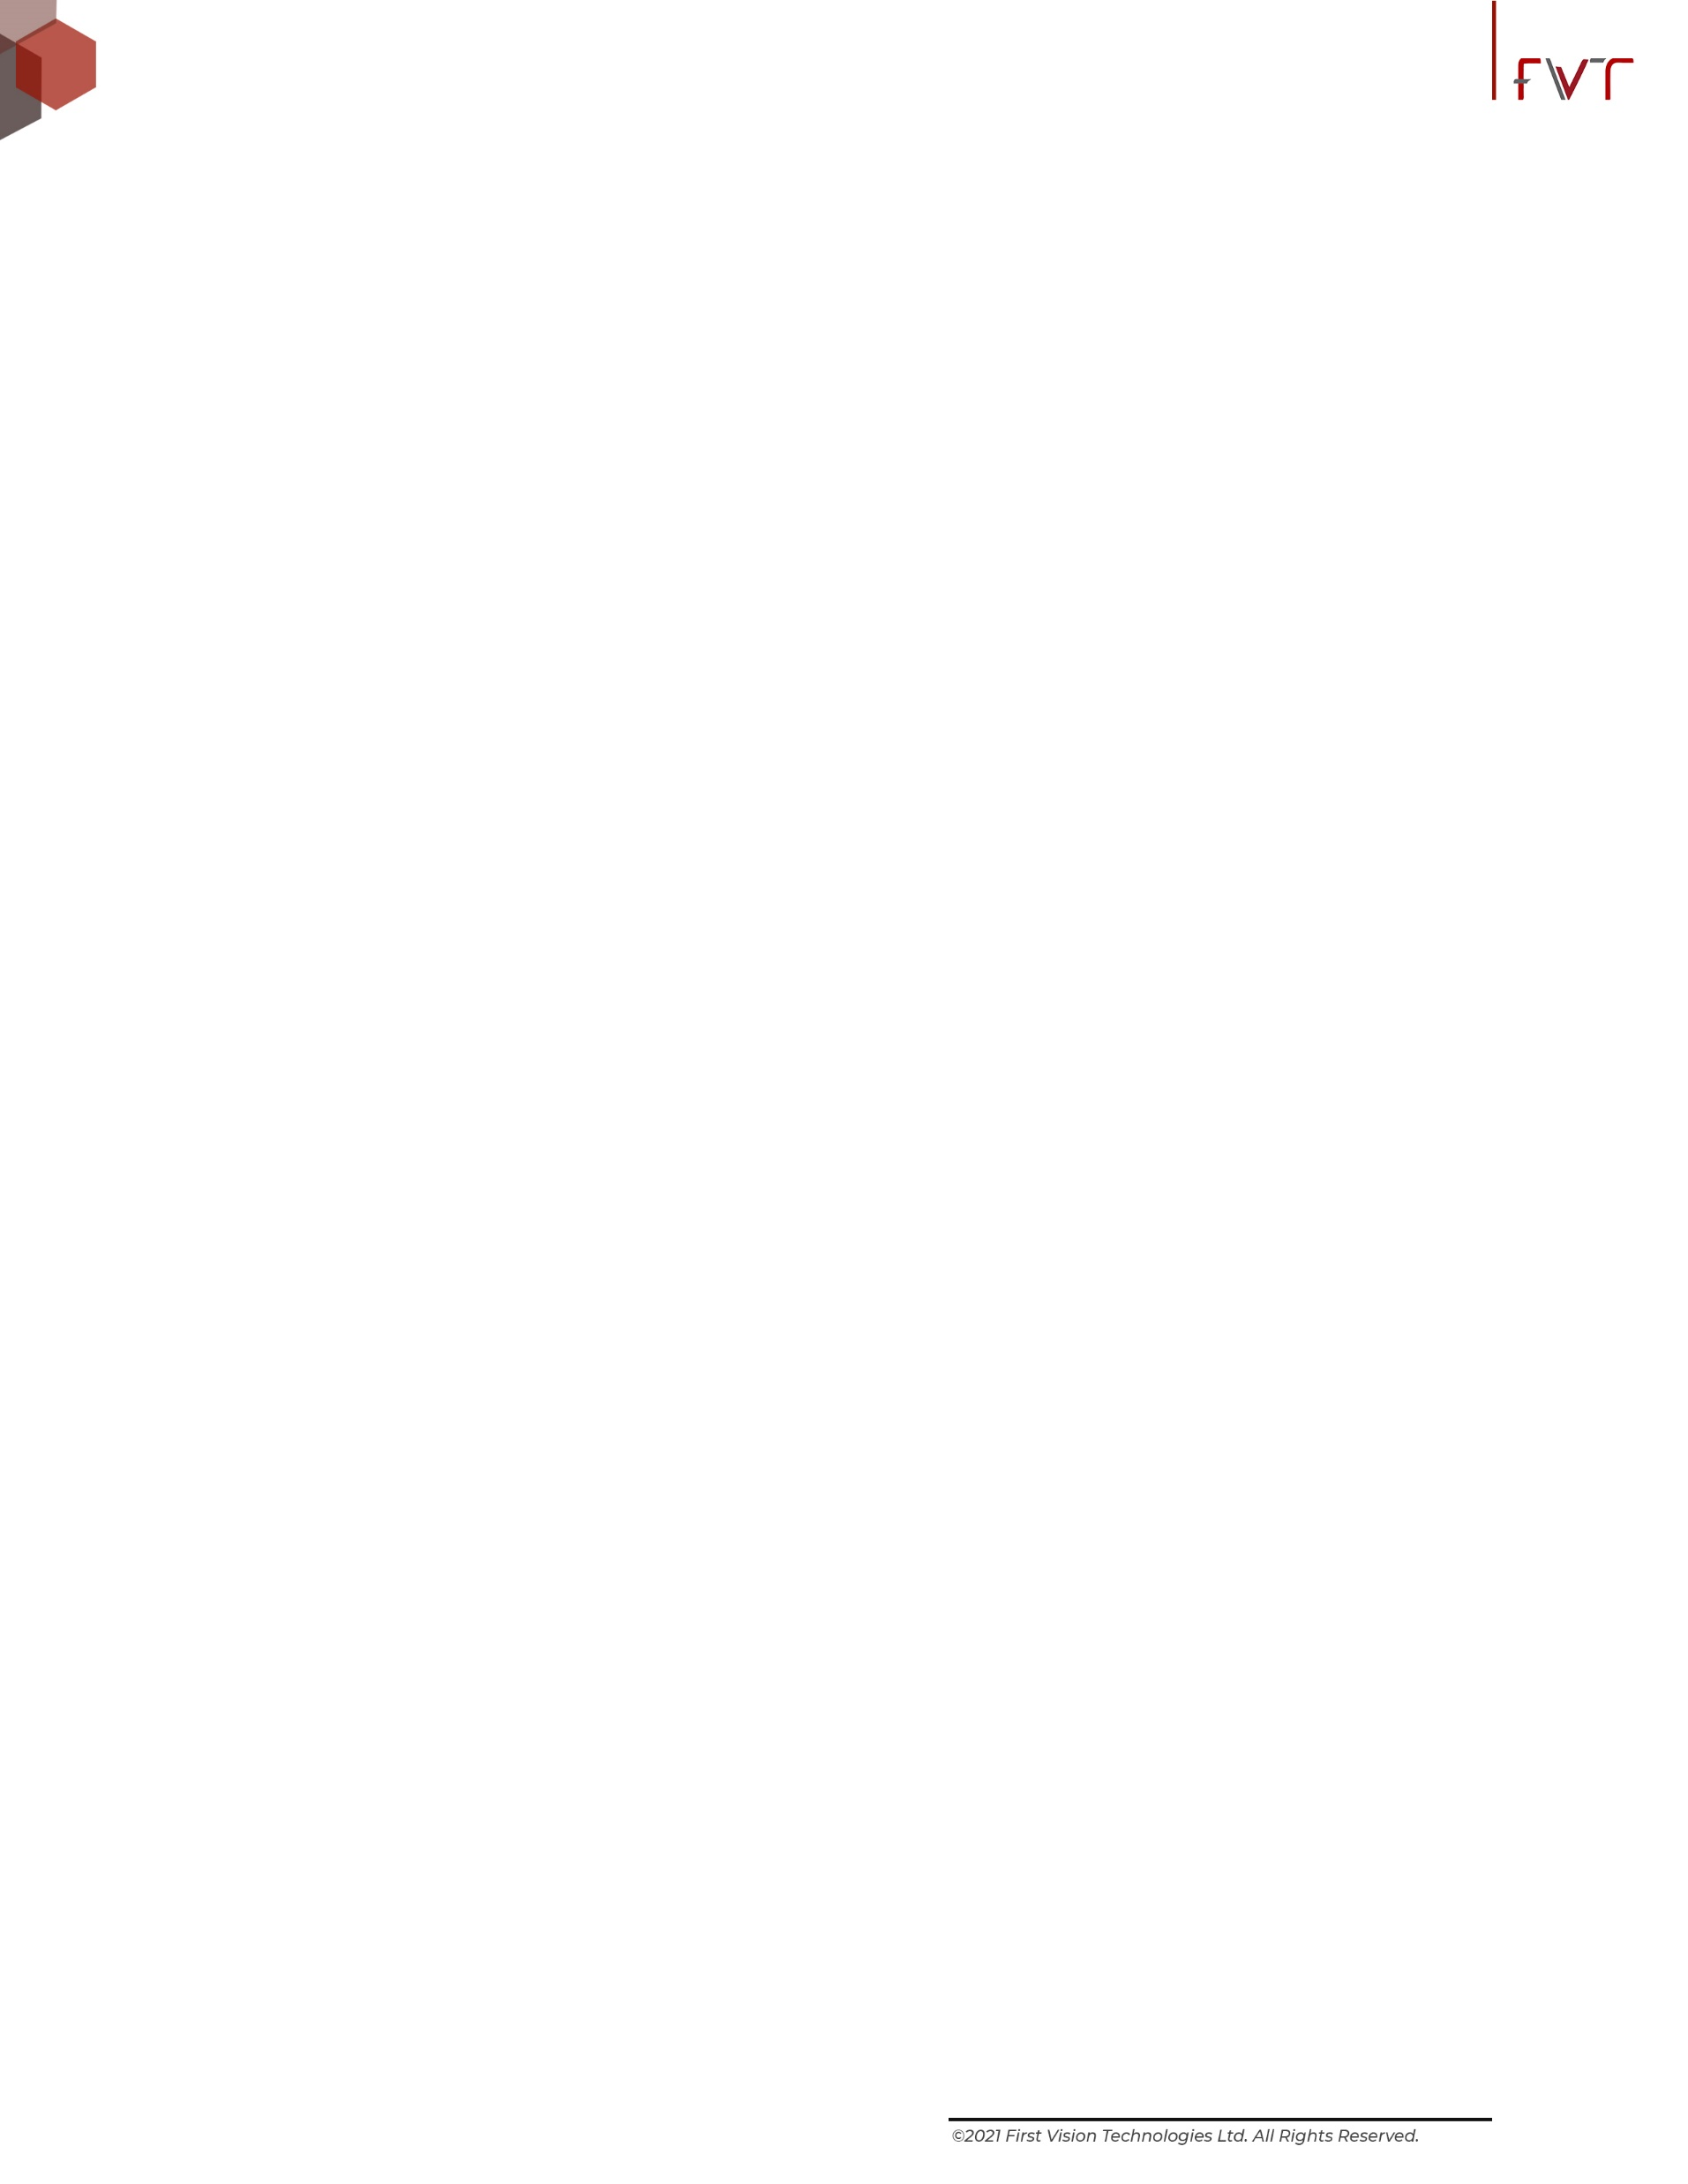 fvt
©2021 First Vision Technologies Ltd. All Rights Reserved.